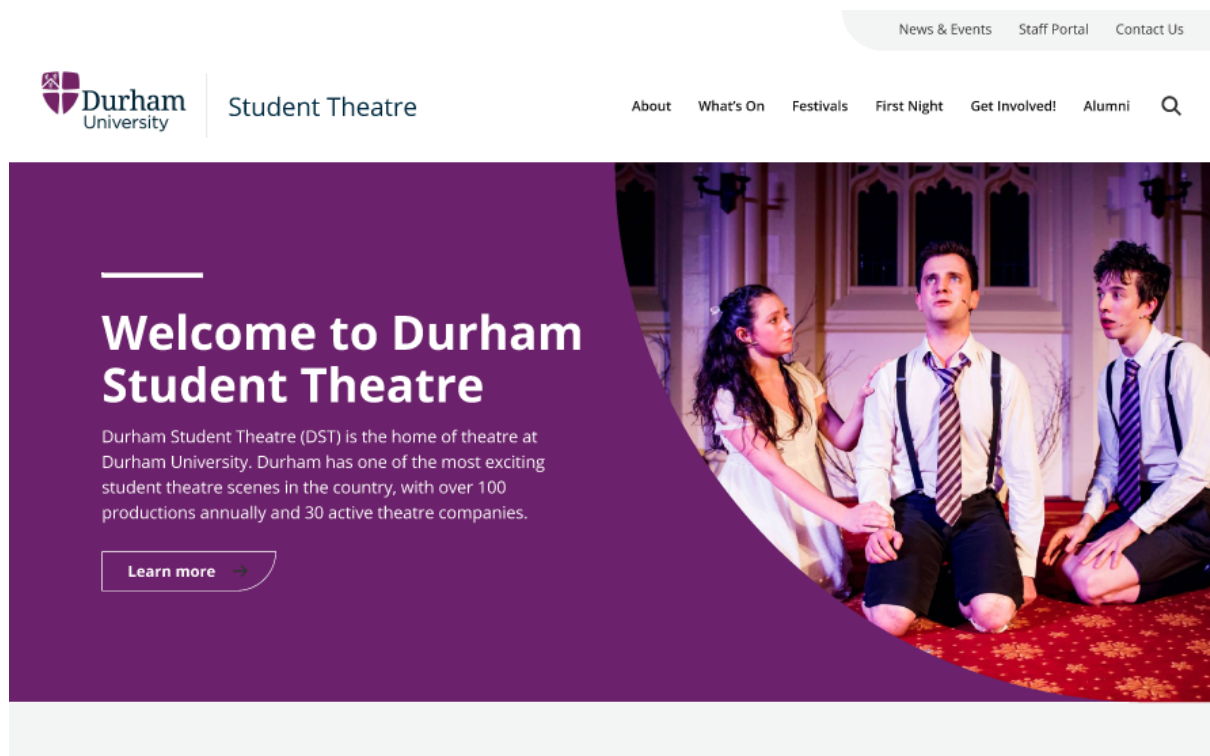 News & Events Staff Portal Contact Us
Durham
University
Student Theatre
About What's On Festivals First Night Get Involved! Alumni
Welcome to Durham
Student Theatre
Durham Student Theatre (DST) is the home of theatre at
Durham University. Durham has one of the most exciting
student theatre scenes in the country, with over 100
productions annually and 30 active theatre companies.
Learn more